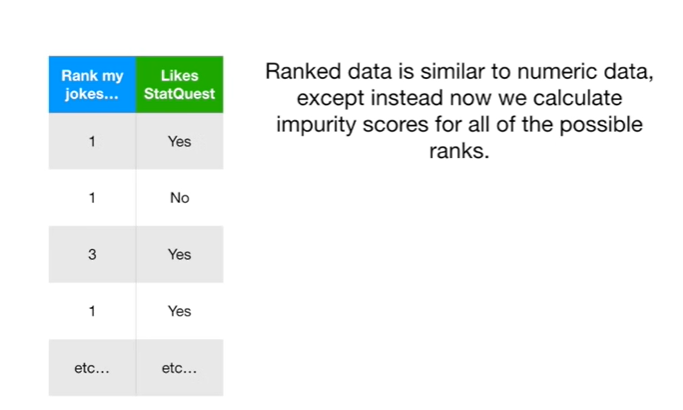 Rank my jokes... Likes StatQuest
1 Yes
1 No
3 Yes
1 Yes
etc... etc...
Ranked data is similar to numeric data,
except instead now we calculate
impurity scores for all of the possible
ranks.